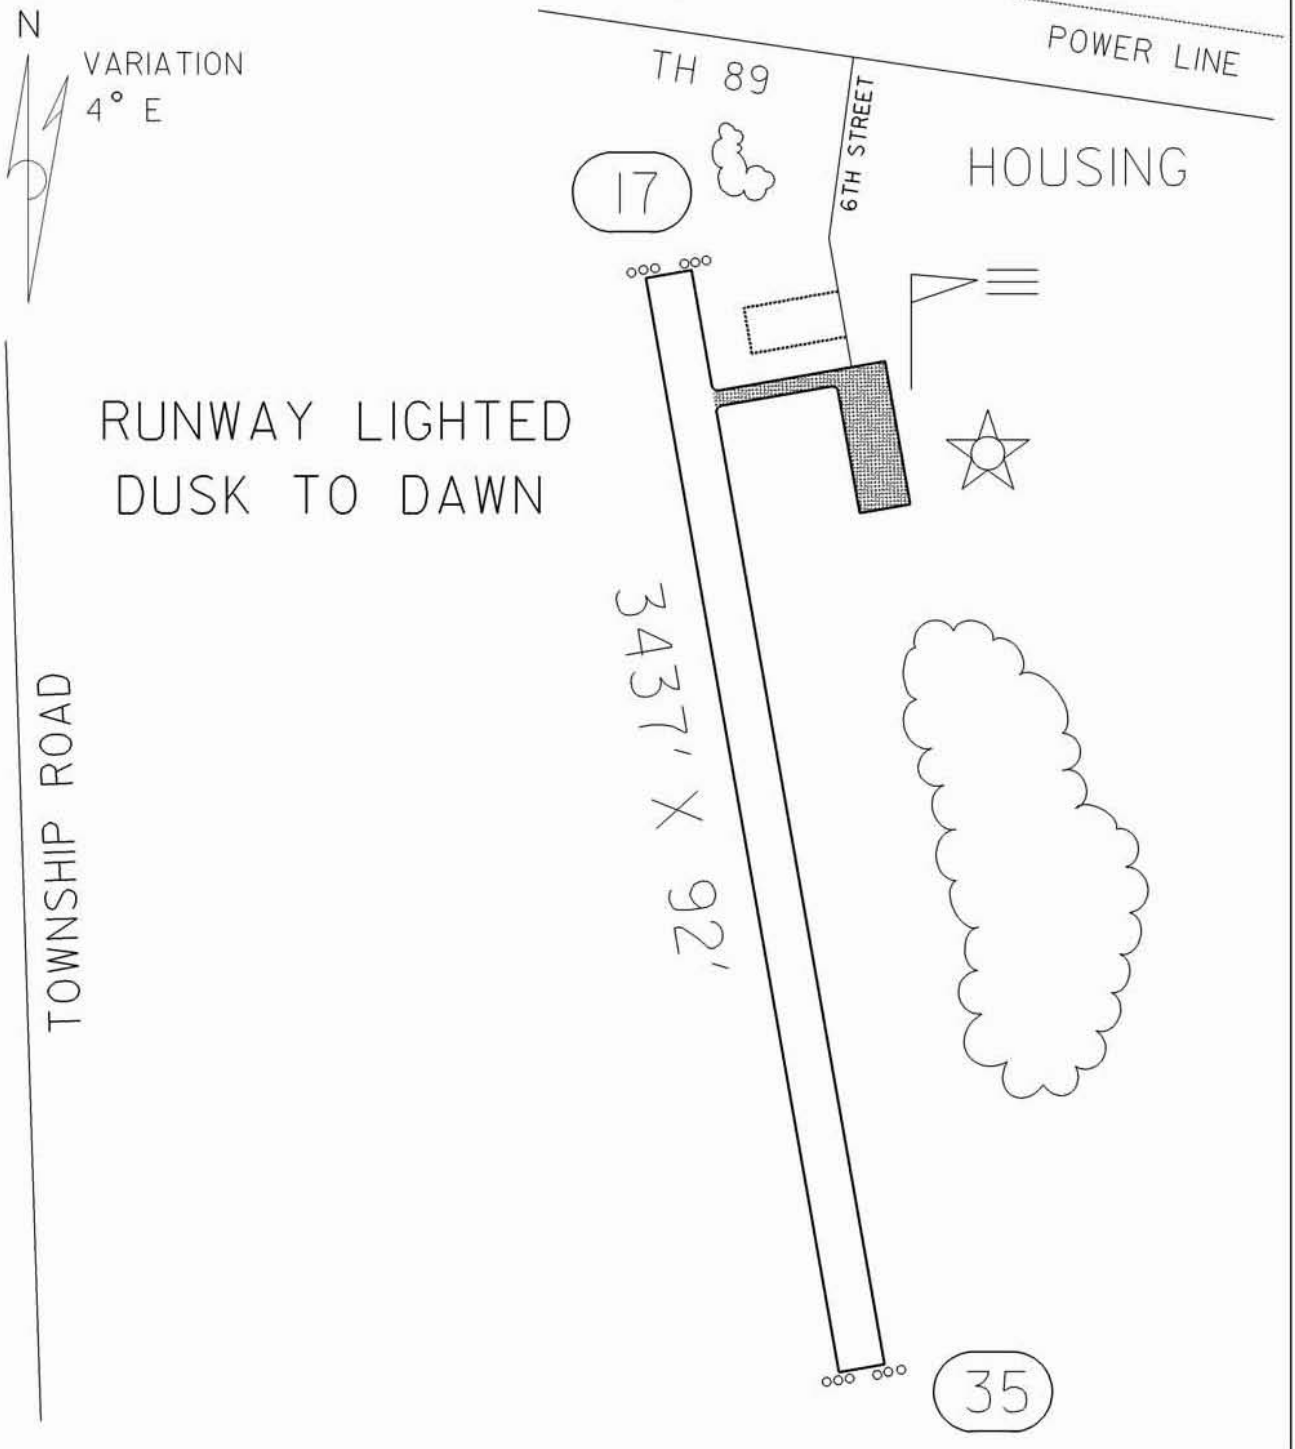 N
VARIATION
4° E
POWER LINE
TH 89
6TH STREET
HOUSING
17
RUNWAY LIGHTED
DUSK TO DAWN
3437' X 92'
TOWNSHIP ROAD
35